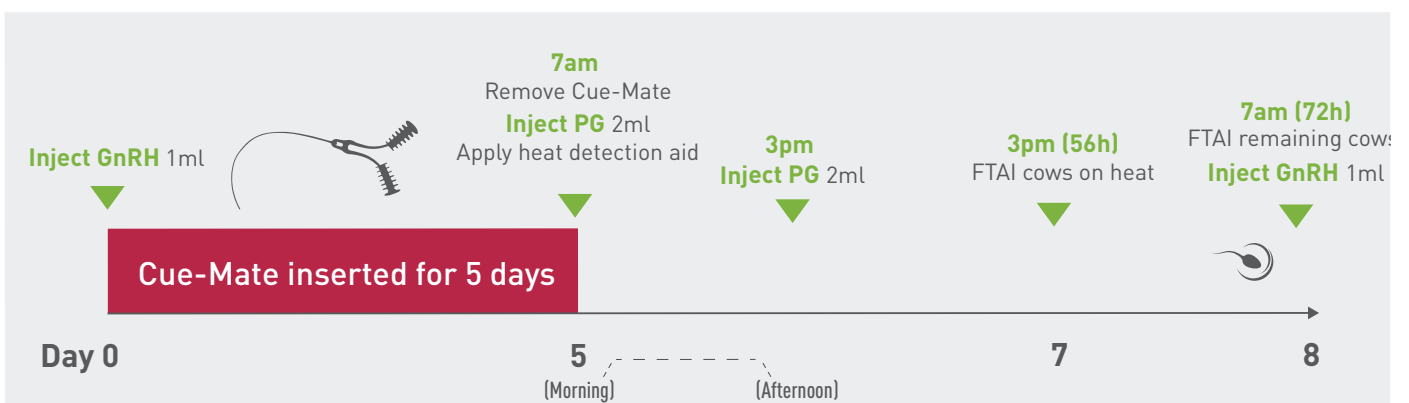 Inject GnRH 1ml
7am
Remove Cue-Mate
Inject PG 2ml
Apply heat detection aid
3pm
Inject PG 2ml
3pm (56h)
FTAI cows on heat
7am (72h)
FTAI remaining cows
Inject GnRH 1ml
Cue-Mate inserted for 5 days
Day 0
5
7
8
(Morning)
(Afternoon)